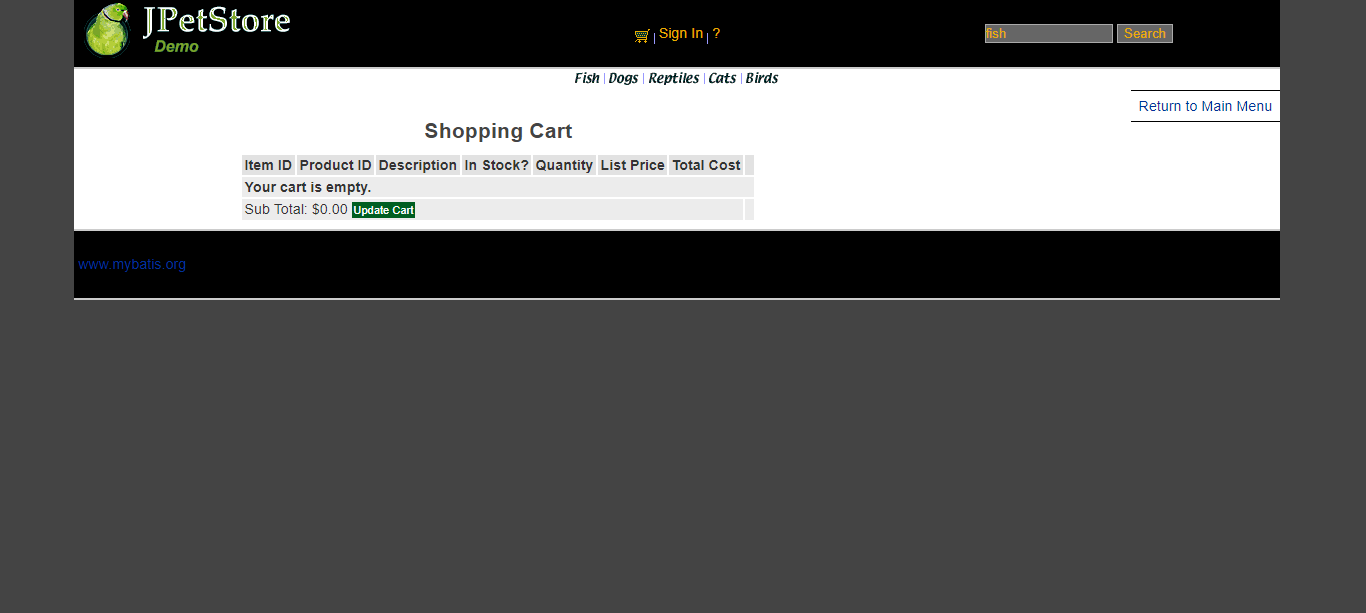 JPetStore
Demo
Sign In | ?
fish Search
Fish | Dogs | Reptiles | Cats | Birds
Return to Main Menu
Shopping Cart
Item ID Product ID Description In Stock? Quantity List Price Total Cost
Your cart is empty.
Sub Total: $0.00 Update Cart
www.mybatis.org